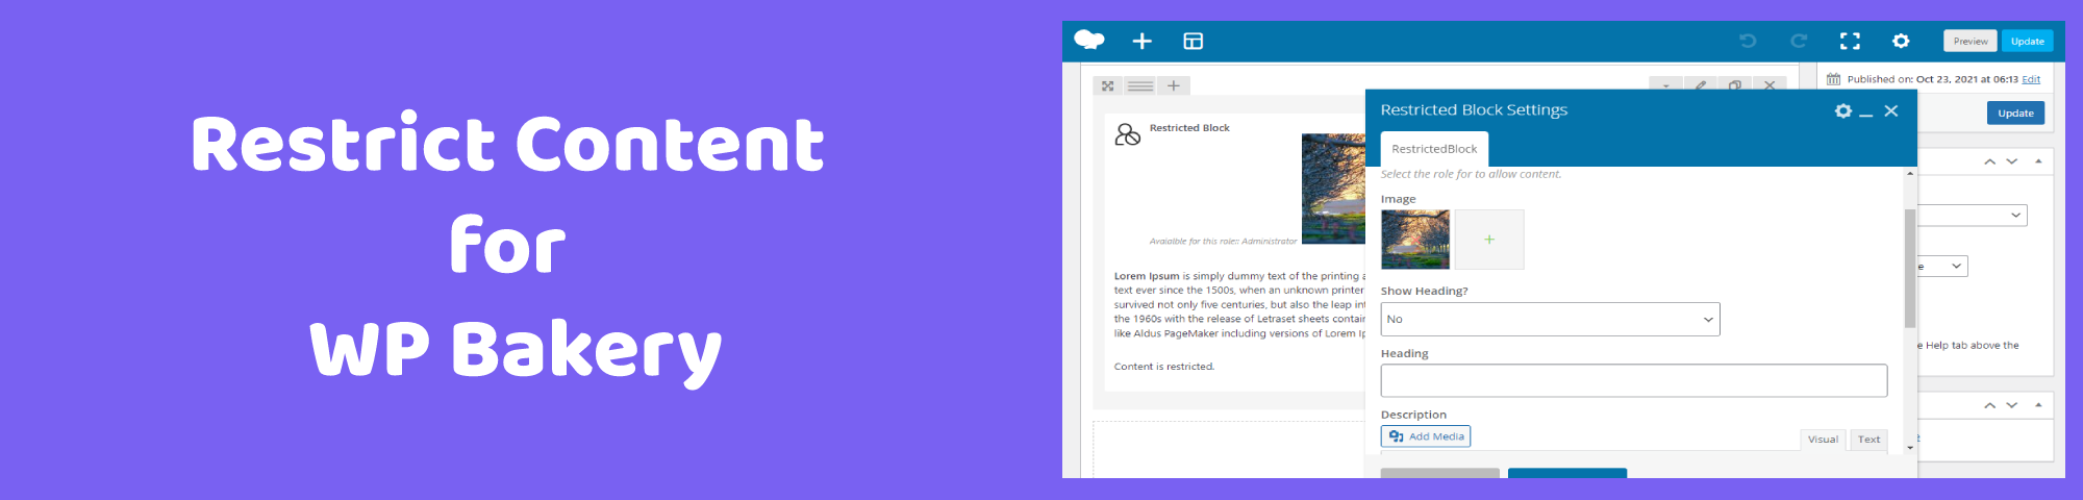 Restrict Content
for
WP Bakery
Preview Update
Published on: Oct 23, 2021 at 06:13 Edit
Update
Restricted Block
Available for this role:: Administrator
Lorem Ipsum is simply dummy text of the printing
text ever since the 1500s, when an unknown printer
survived not only five centuries, but also the leap
the 1960s with the release of Letraset sheets
like Aldus PageMaker including versions of Lorem
Content is restricted.
Restricted Block Settings
RestrictedBlock
Select the role for to allow content.
Image
Show Heading?
No
Heading
Description
Add Media
Visual Text
e
e Help tab above the